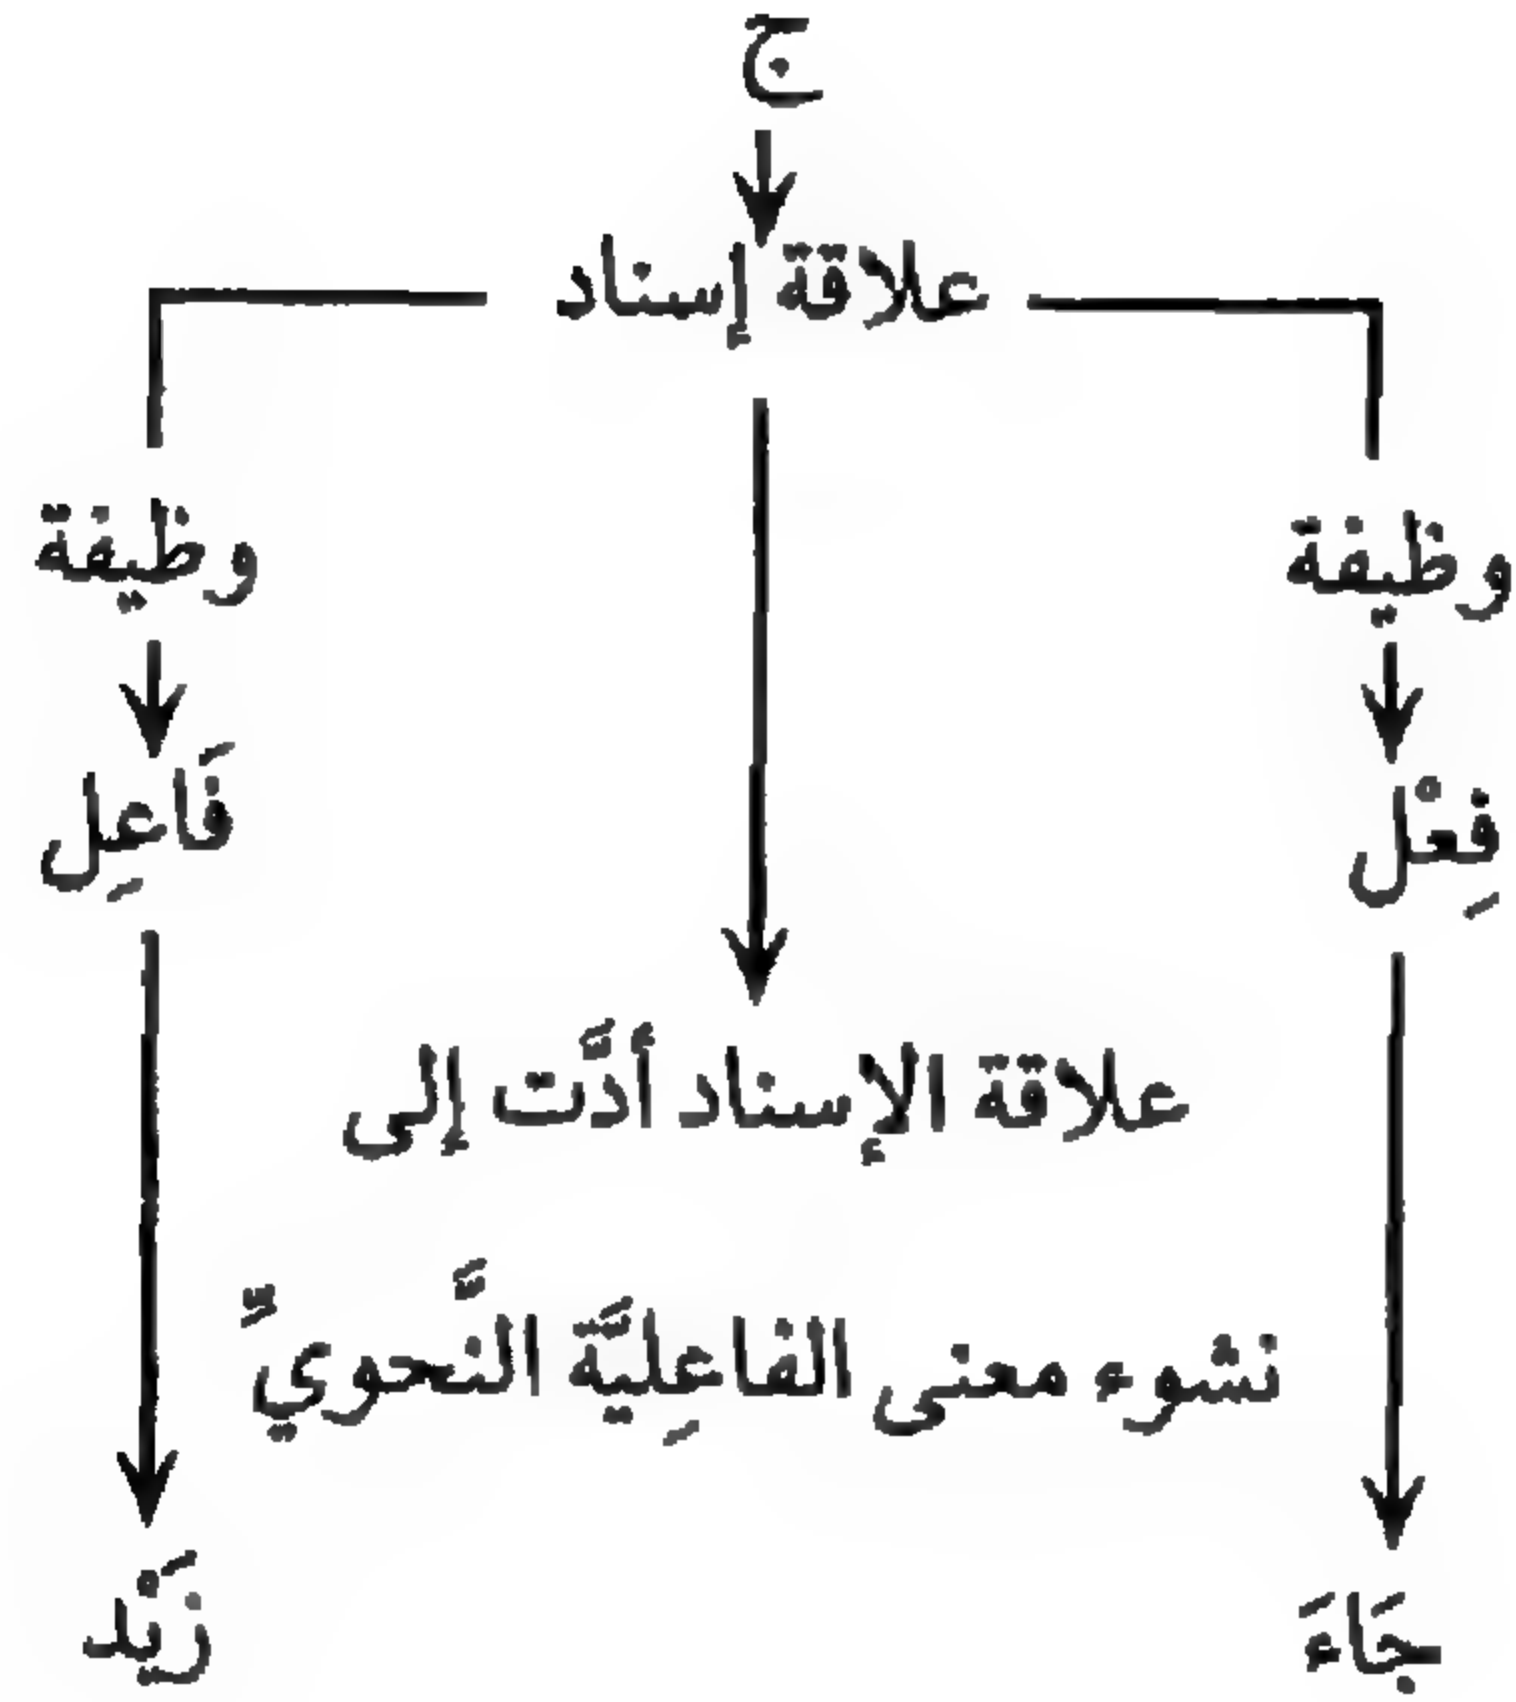 ج
علاقة إسناد
وظيفة
وظيفة
فِعْل
فَاعِل
علاقة الإسناد أدَّت إلى
نشوء معنى الفاعِليَّة النَّحويِّ
جَاءَ
زَيْد